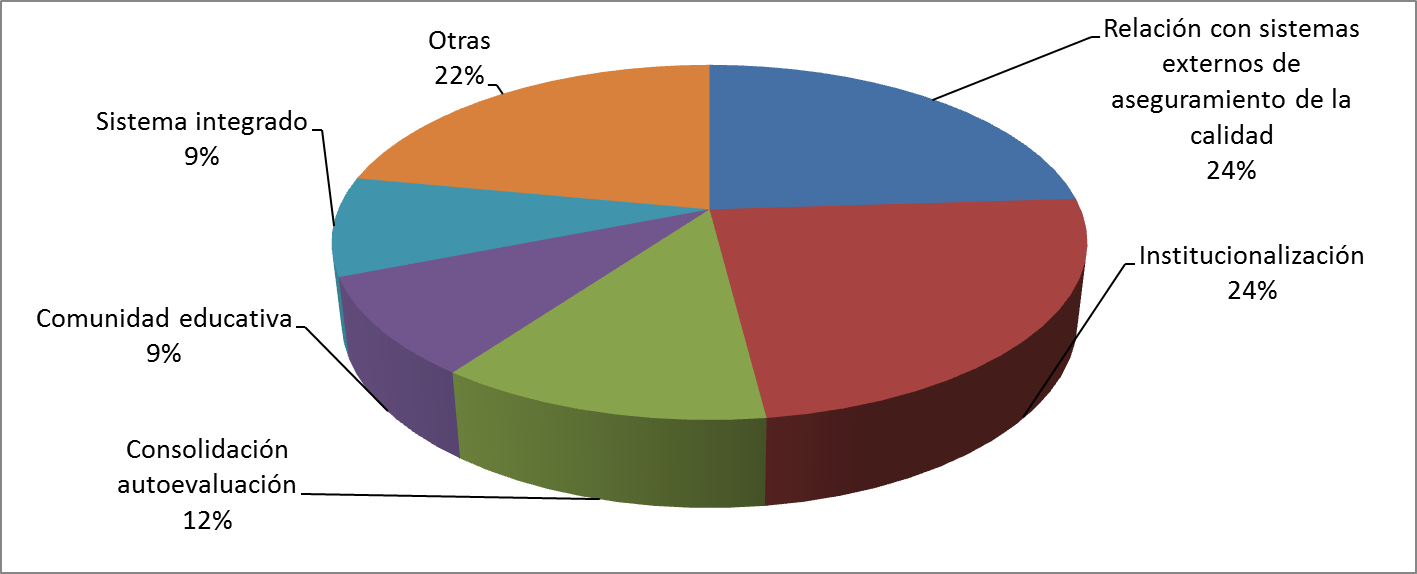 Otras
22%
Relación con sistemas
externos de
aseguramiento de la
calidad
24%
Sistema integrado
9%
Institucionalización
24%
Comunidad educativa
9%
Consolidación
autoevaluación
12%